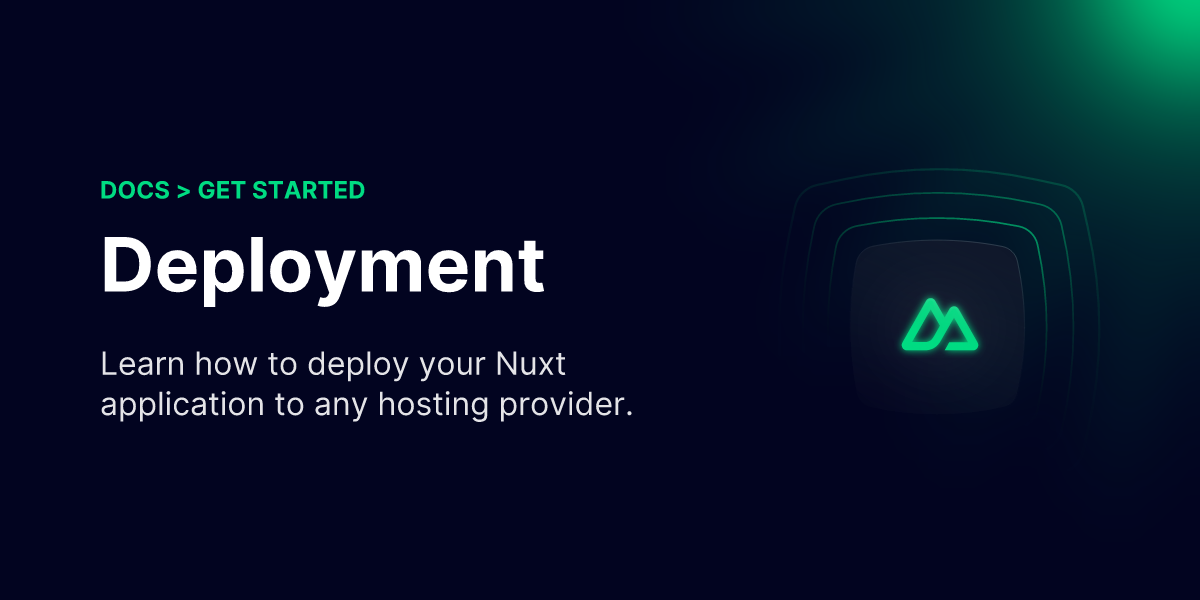 DOCS > GET STARTED
Deployment
Learn how to deploy your Nuxt
application to any hosting provider.